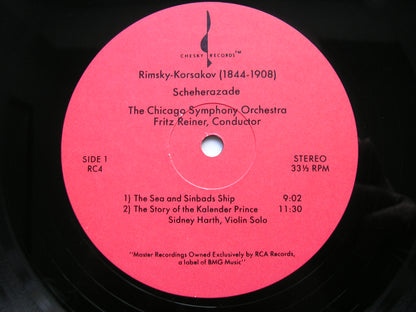 CHESKY RECORDS™
Rimsky-Korsakov (1844-1908)
Scheherazade
The Chicago Symphony Orchestra
Fritz Reiner, Conductor
SIDE 1 STEREO
RC4 33⅓ RPM
1) The Sea and Sinbads Ship 9:02
2) The Story of the Kalender Prince 11:30
Sidney Harth, Violin Solo
"Master Recordings Owned Exclusively by RCA Records,
a label of BMG Music"